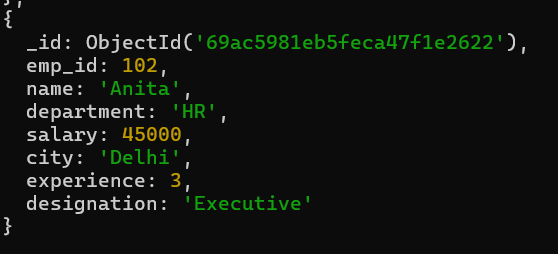 },
{
_id: ObjectId('69ac5981eb5feca47f1e2622'),
emp_id: 102,
name: 'Anita',
department: 'HR',
salary: 45000,
city: 'Delhi',
experience: 3,
designation: 'Executive'
}